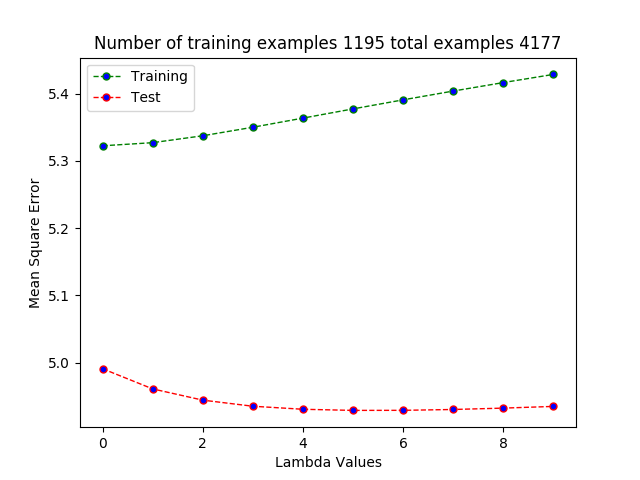 Number of training examples 1195 total examples 4177
Training
Test
5.4
5.3
5.2
5.1
5.0
Mean Square Error
0 2 4 6 8
Lambda Values